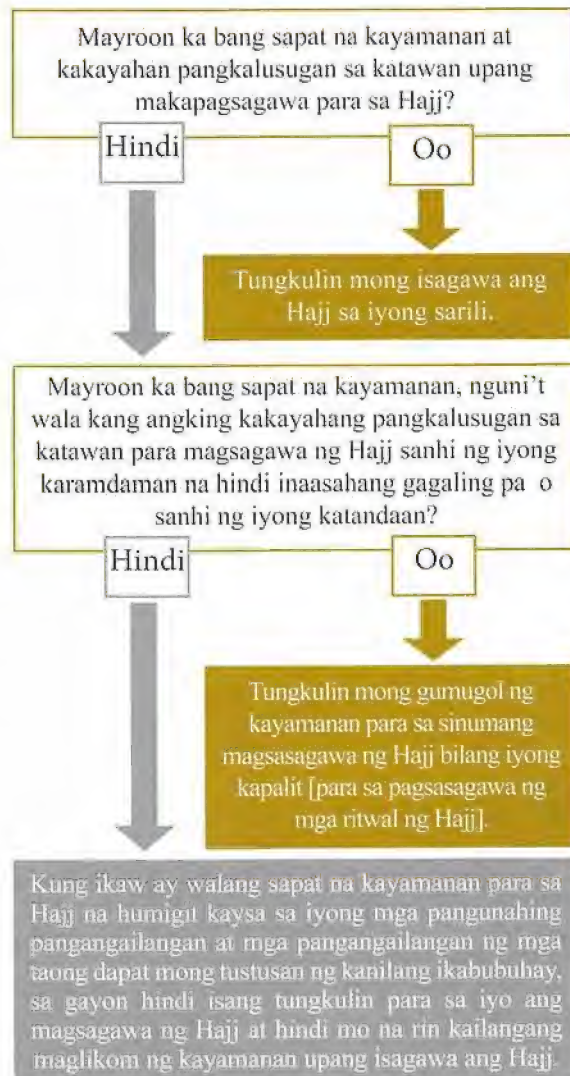 Mayroon ka bang sapat na kayamanan at
kakayahan pangkalusugan sa katawan upang
makapagsagawa para sa Hajj?
Hindi
Oo
Tungkulin mong isagawa ang
Hajj sa iyong sarili.
Mayroon ka bang sapat na kayamanan, nguni't
wala kang angking kakayahang pangkalusugan sa
katawan para magsagawa ng Hajj sanhi ng iyong
karamdaman na hindi inaasahang gagaling pa o
sanhi ng iyong katandaan?
Hindi
Oo
Tungkulin mong gumugol ng
kayamanan para sa sinumang
magsasagawa ng Hajj bilang iyong
kapalit [para sa pagsasagawa ng
mga ritwal ng Hajj].
Kung ikaw ay walang sapat na kayamanan para sa
Hajj na humigit kaysa sa iyong mga pangunahing
pangangailangan at mga pangangailangan ng mga
taong dapat mong tustusan ng kanilang ikabubuhay,
sa gayon hindi isang tungkulin para sa iyo ang
magsagawa ng Hajj at hindi mo na rin kailangang
maglikom ng kayamanan upang isagawa ang Hajj.